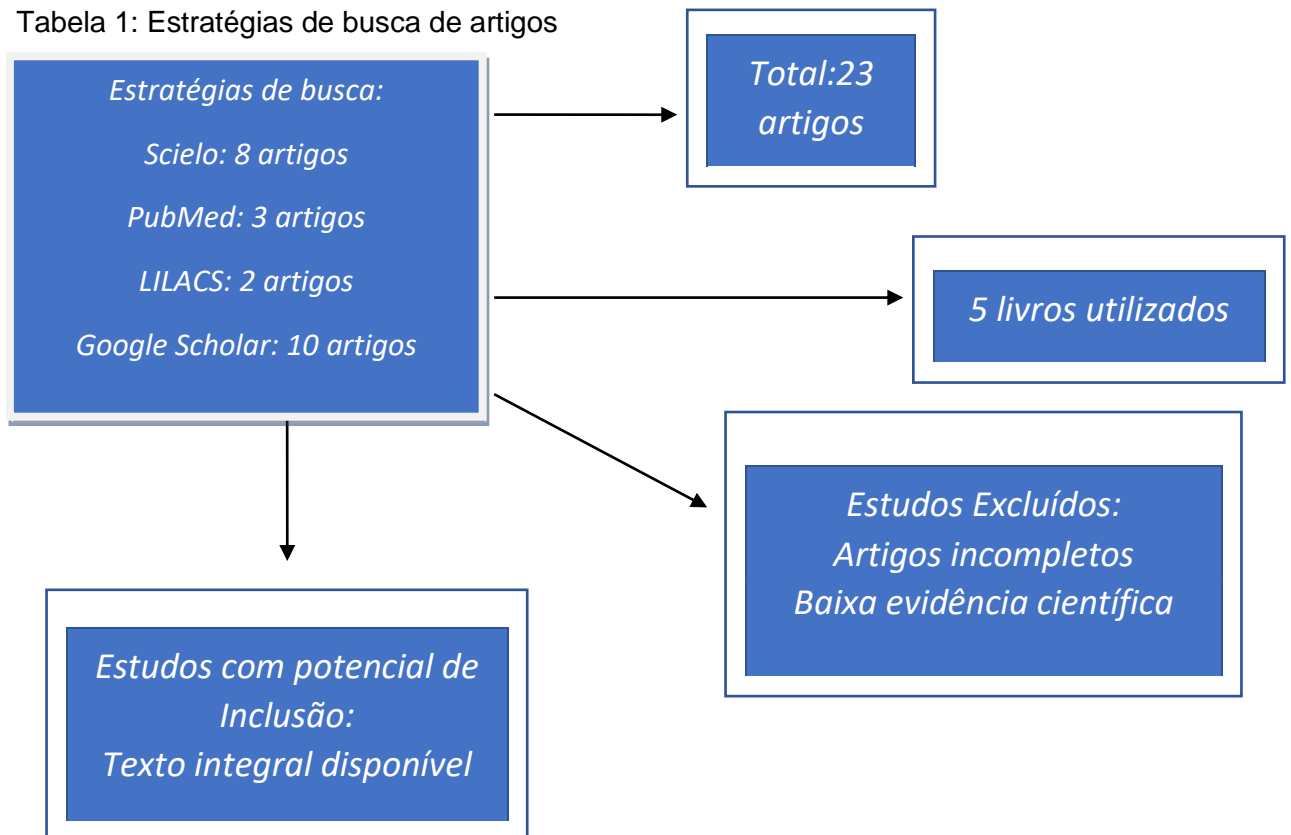 Tabela 1: Estratégias de busca de artigos
Estratégias de busca:
Scielo: 8 artigos
PubMed: 3 artigos
LILACS: 2 artigos
Google Scholar: 10 artigos
Total:23
artigos
5 livros utilizados
Estudos Excluídos:
Artigos incompletos
Baixa evidência científica
Estudos com potencial de
Inclusão:
Texto integral disponível